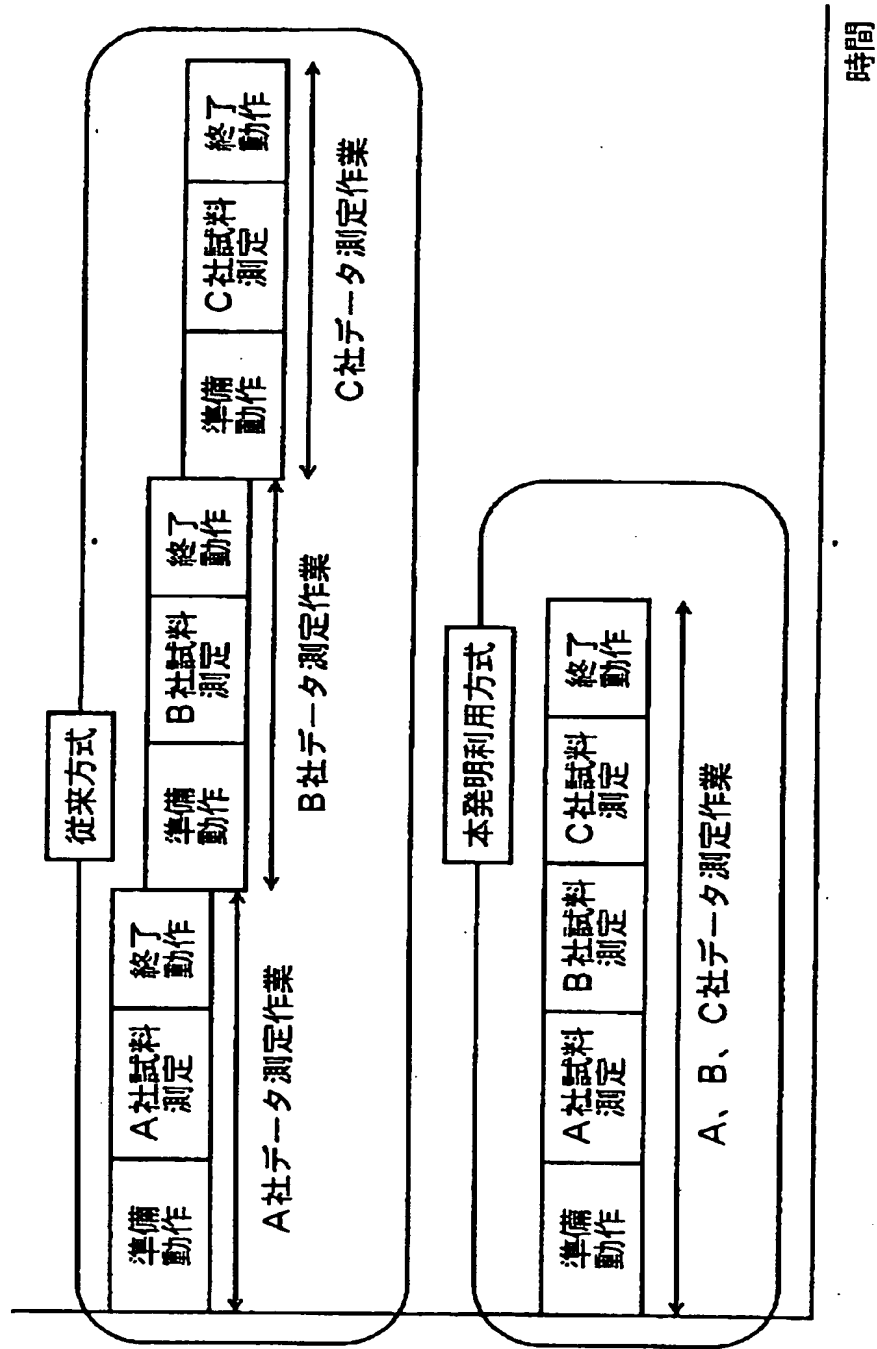 従来方式
準備
動作
A社試料
測定
終了
動作
A社データ測定作業
準備
動作
B社試料
測定
終了
動作
B社データ測定作業
準備
動作
C社試料
測定
終了
動作
C社データ測定作業
本発明利用方式
準備
動作
A社試料
測定
B社試料
測定
C社試料
測定
終了
動作
A、B、C社データ測定作業
時間